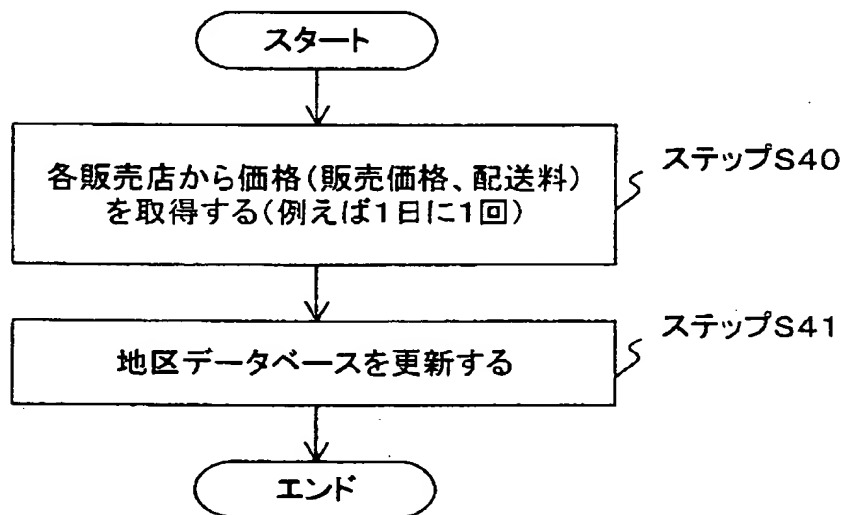 スタート
各販売店から価格(販売価格、配送料)
を取得する(例えば1日に1回)
ステップS40
地区データベースを更新する
ステップS41
エンド